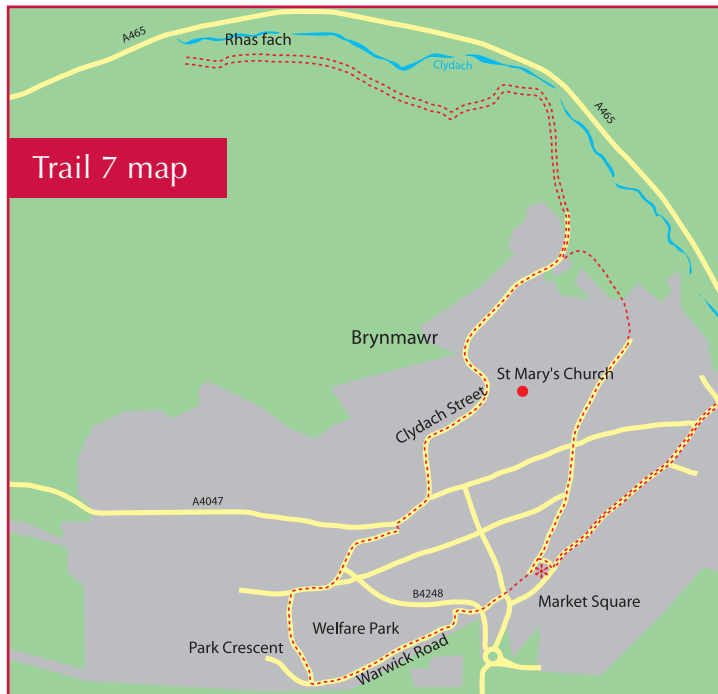 A465
Rhas fach
Clydach
A465
Trail 7 map
Brynmawr
St Mary's Church
Clydach Street
A4047
B4248
Market Square
Welfare Park
Park Crescent
Warwick Road